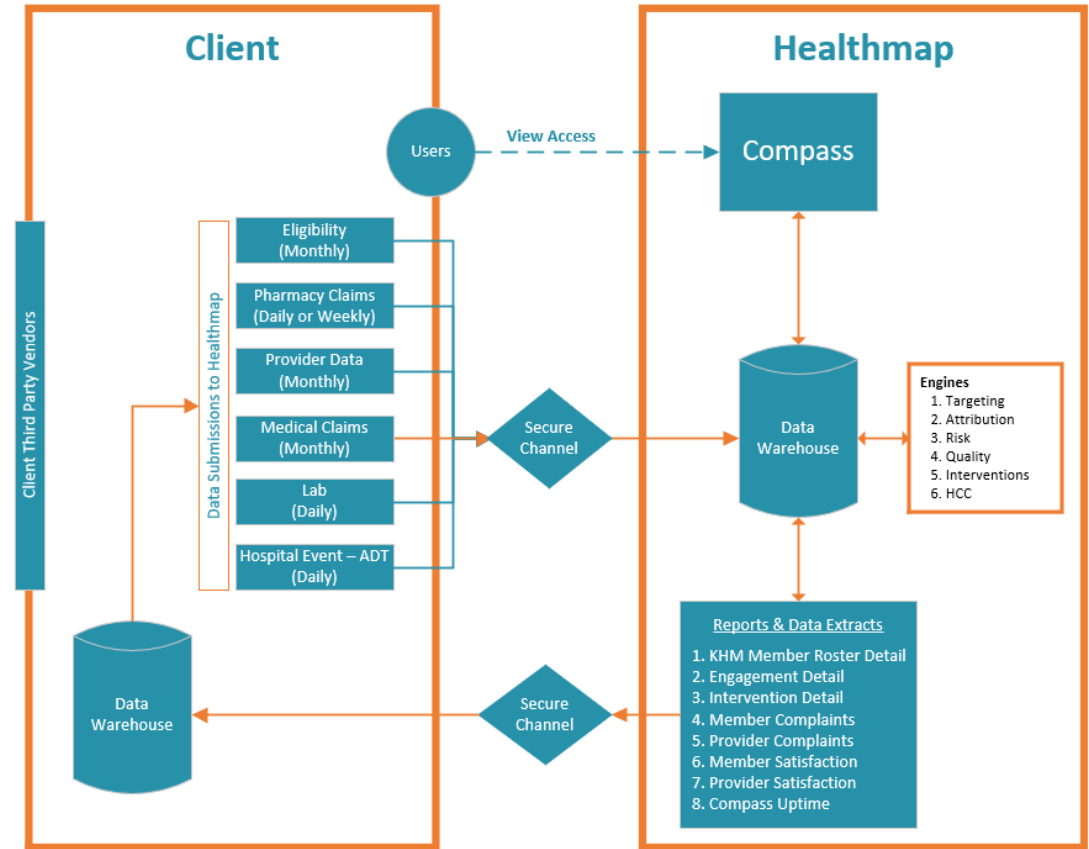 Client
Healthmap
Users
View Access
Compass
Client Third Party Vendors
Data Submissions to Healthmap
Eligibility
(Monthly)
Pharmacy Claims
(Daily or Weekly)
Provider Data
(Monthly)
Medical Claims
(Monthly)
Lab
(Daily)
Hospital Event – ADT
(Daily)
Secure
Channel
Data
Warehouse
Engines
1. Targeting
2. Attribution
3. Risk
4. Quality
5. Interventions
6. HCC
Data
Warehouse
Secure
Channel
Reports & Data Extracts
1. KHM Member Roster Detail
2. Engagement Detail
3. Intervention Detail
4. Member Complaints
5. Provider Complaints
6. Member Satisfaction
7. Provider Satisfaction
8. Compass Uptime